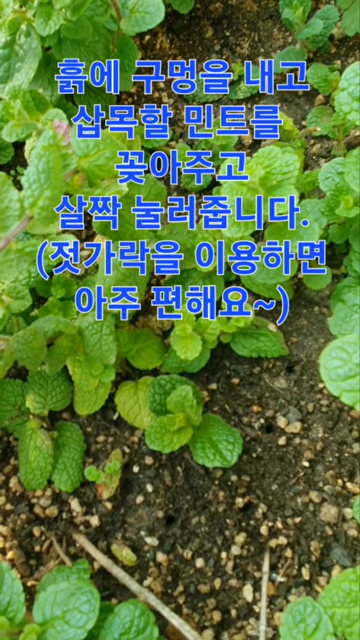 흙에 구멍을 내고
삽목할 민트를
꽂아주고
살짝 눌러줍니다.
(젓가락을 이용하면
아주 편해요~)